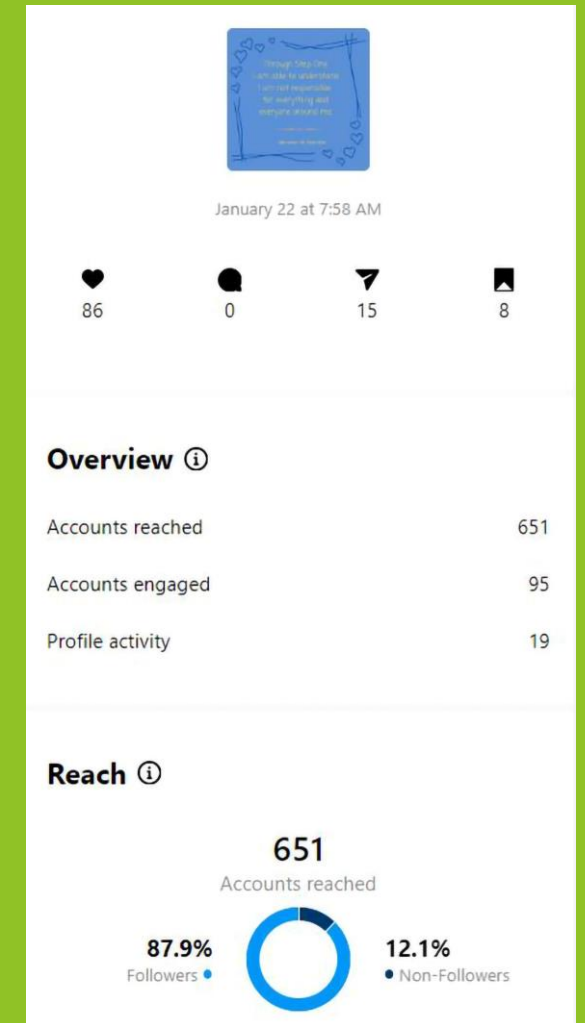 Through Step One
I am able to understand
I am not responsible
for everything and
everyone around me.
January 22 at 7:58 AM
86 0 15 8
Overview
Accounts reached 651
Accounts engaged 95
Profile activity 19
Reach
651
Accounts reached
87.9% 12.1%
Followers Non-Followers